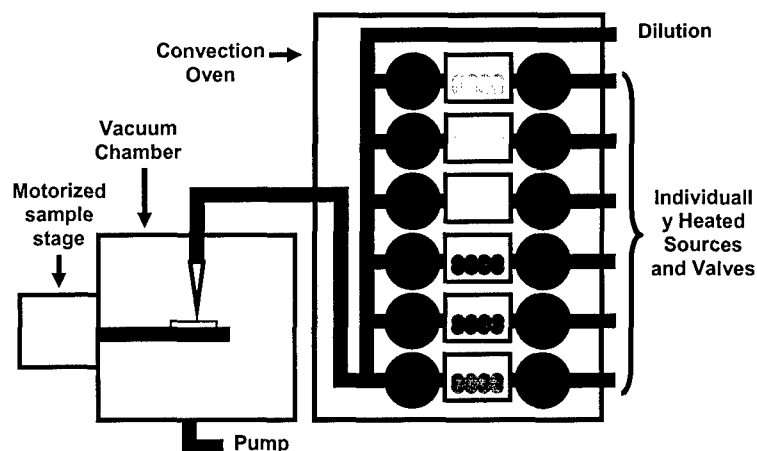 Convection
Oven
Dilution
Vacuum
Chamber
Motorized
sample
stage
Individuall
y Heated
Sources
and Valves
Pump